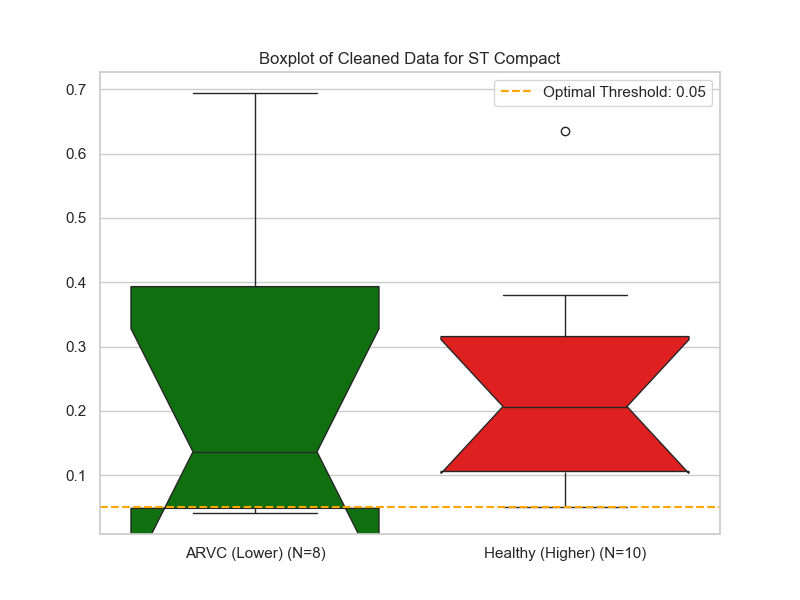 Boxplot of Cleaned Data for ST Compact
Optimal Threshold: 0.05
0.7
0.6
0.5
0.4
0.3
0.2
0.1
ARVC (Lower) (N=8)
Healthy (Higher) (N=10)